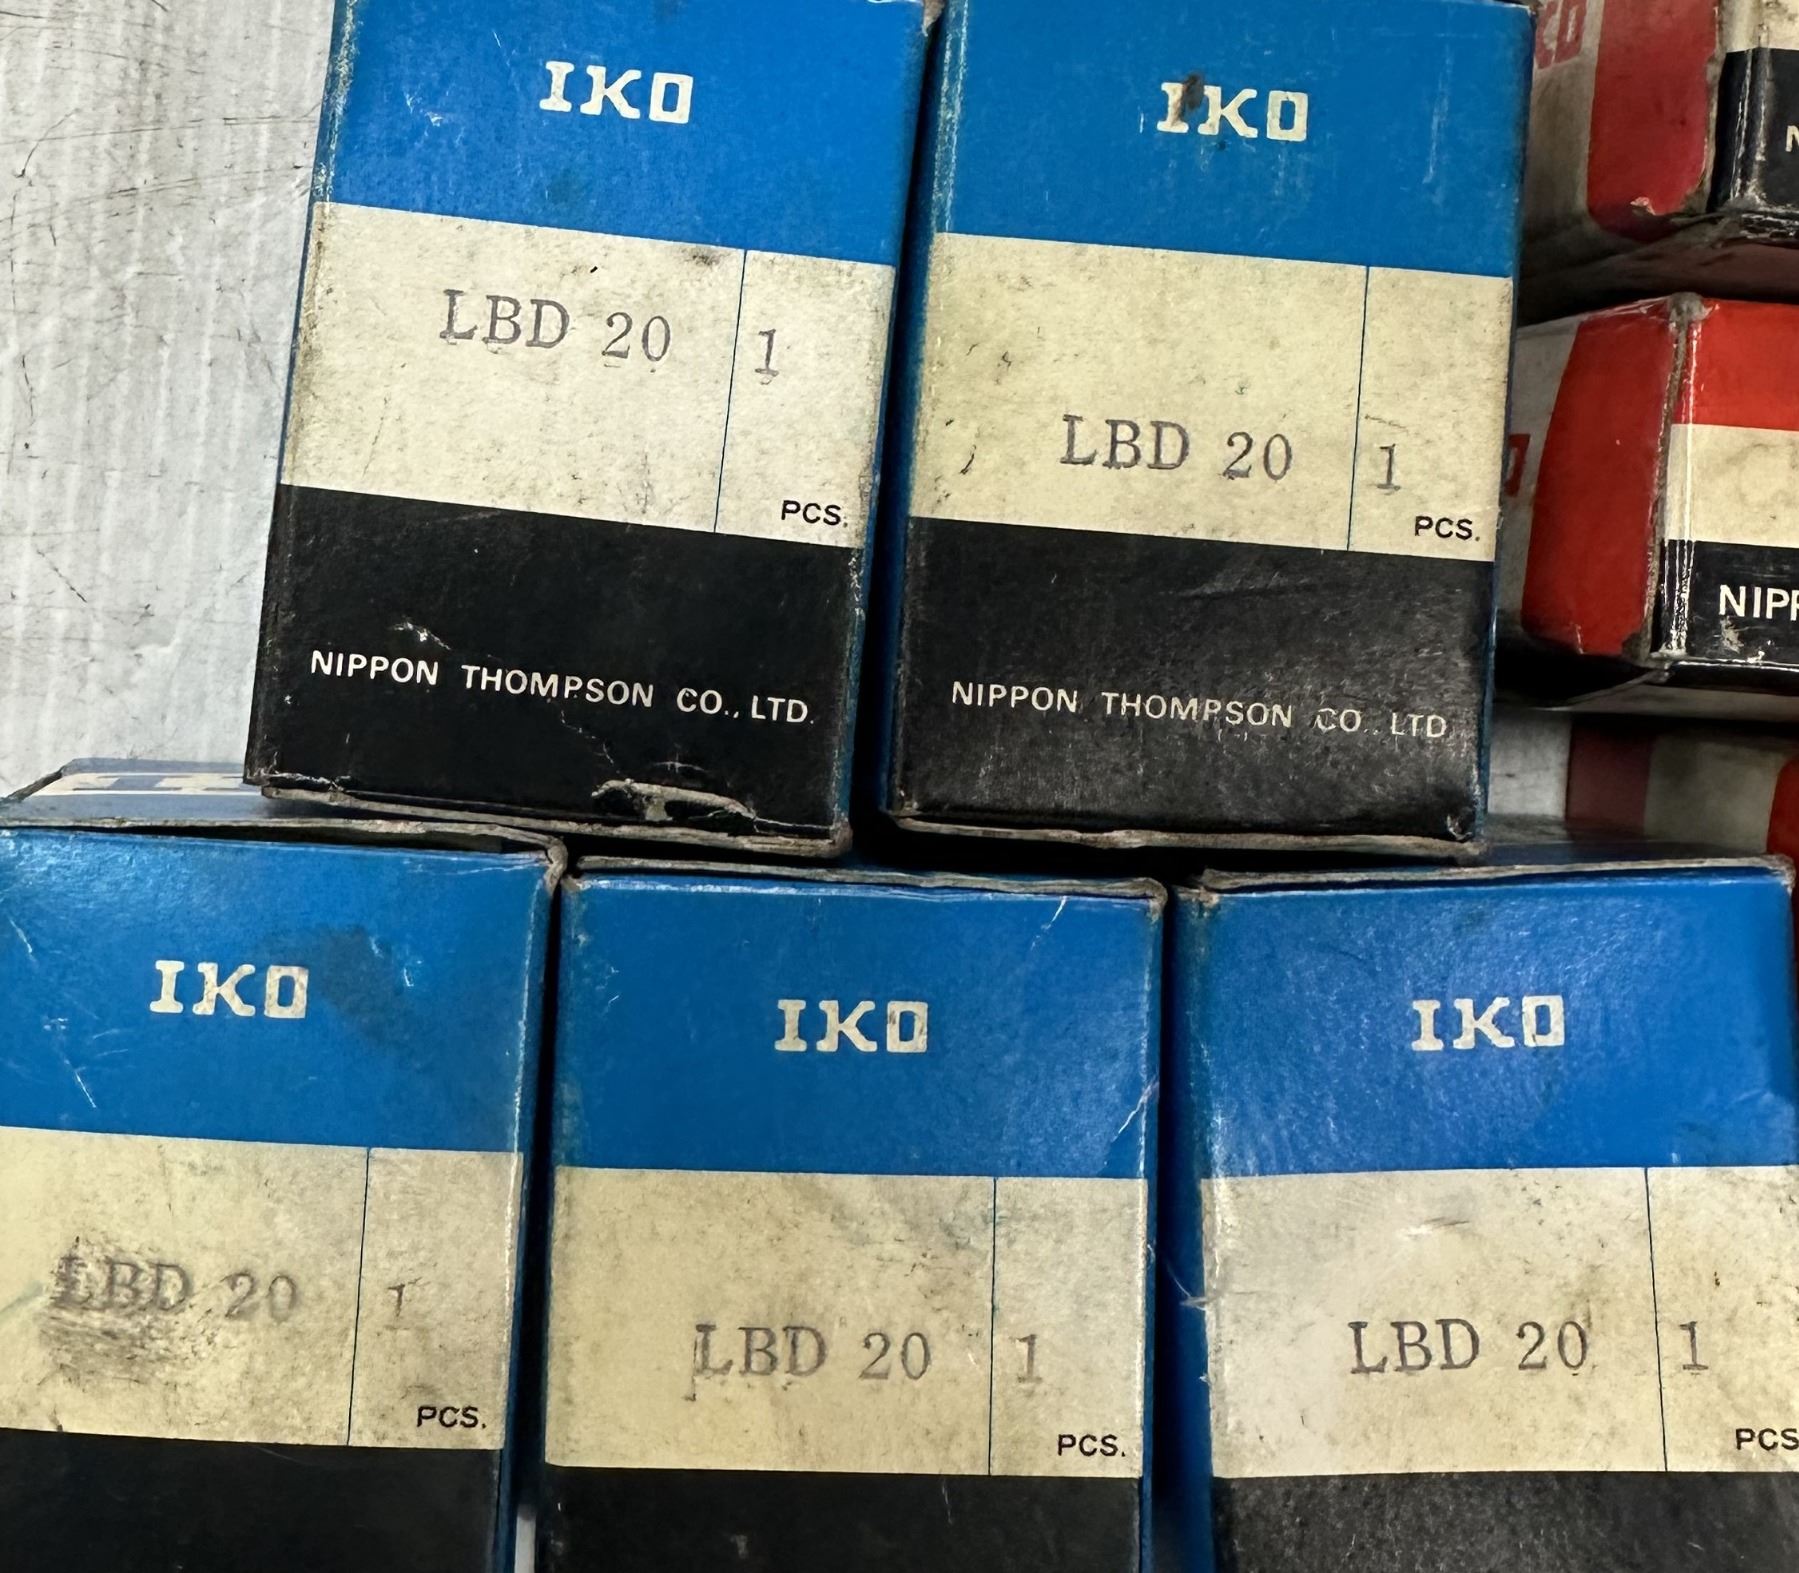 IKO
LBD 20 1
PCS.
NIPPON THOMPSON CO., LTD.
IKO
LBD 20 1
PCS.
NIPPON THOMPSON CO., LTD
IKO
LBD 20 1
PCS.
IKO
LBD 20 1
PCS.
IKO
LBD 20 1
PCS